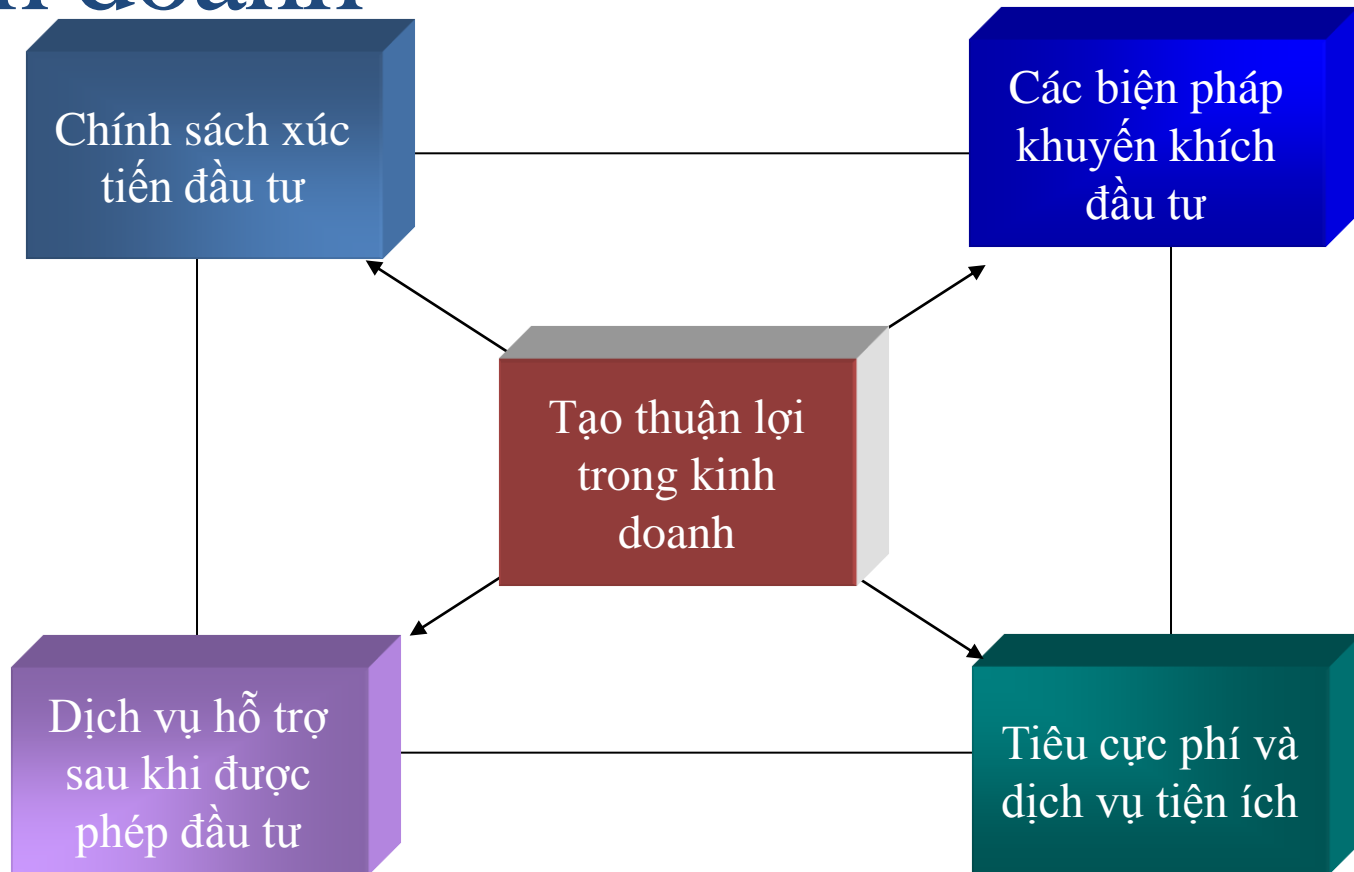 doanh
Chính sách xúc
tiến đầu tư
Các biện pháp
khuyến khích
đầu tư
Tạo thuận lợi
trong kinh
doanh
Dịch vụ hỗ trợ
sau khi được
phép đầu tư
Tiêu cực phí và
dịch vụ tiện ích